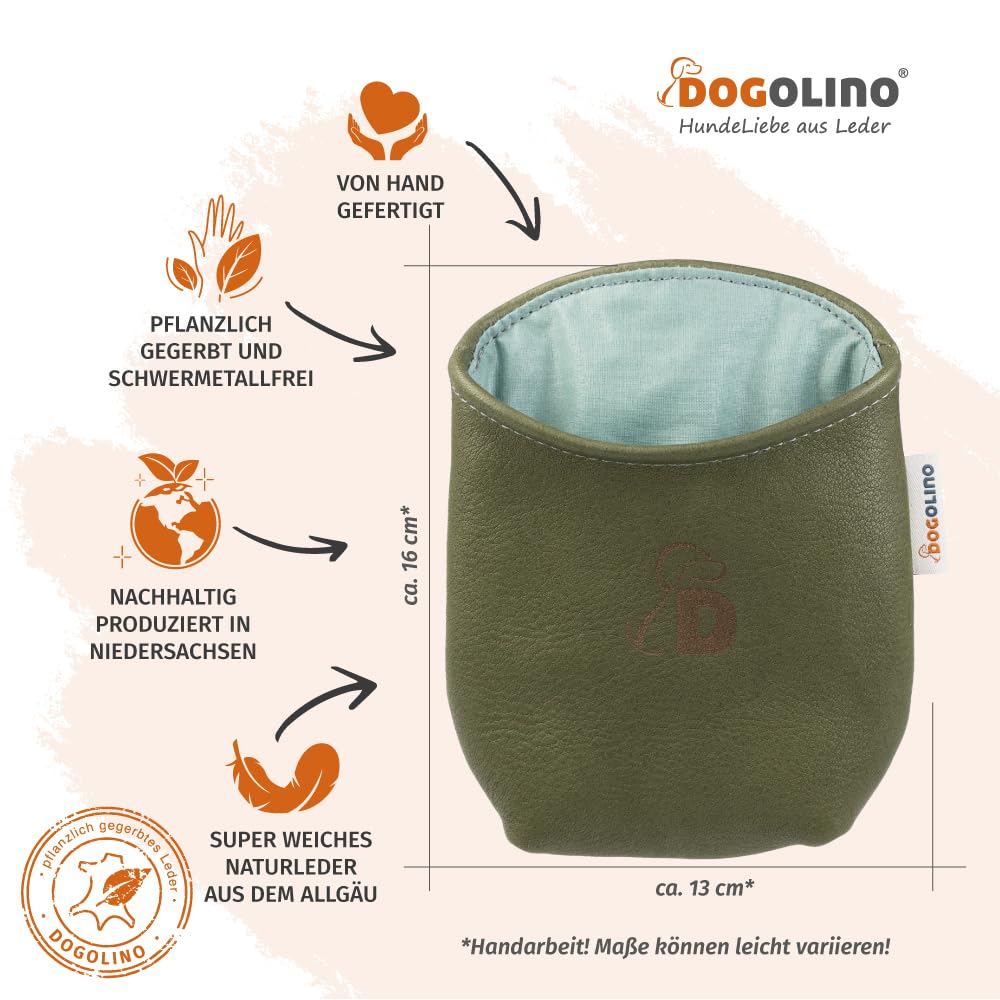 DOGOLINO®
HundeLiebe aus Leder
VON HAND
GEFERTIGT
PFLANZLICH
GEGERBT UND
SCHWERMETALLFREI
NACHHALTIG
PRODUZIERT IN
NIEDERSACHSEN
SUPER WEICHES
NATURLEDER
AUS DEM ALLGÄU
ca. 16 cm*
D
DOGOLINO
ca. 13 cm*
pflanzlich gegerbtes Leder
DOGOLINO
*Handarbeit! Maße können leicht variieren!